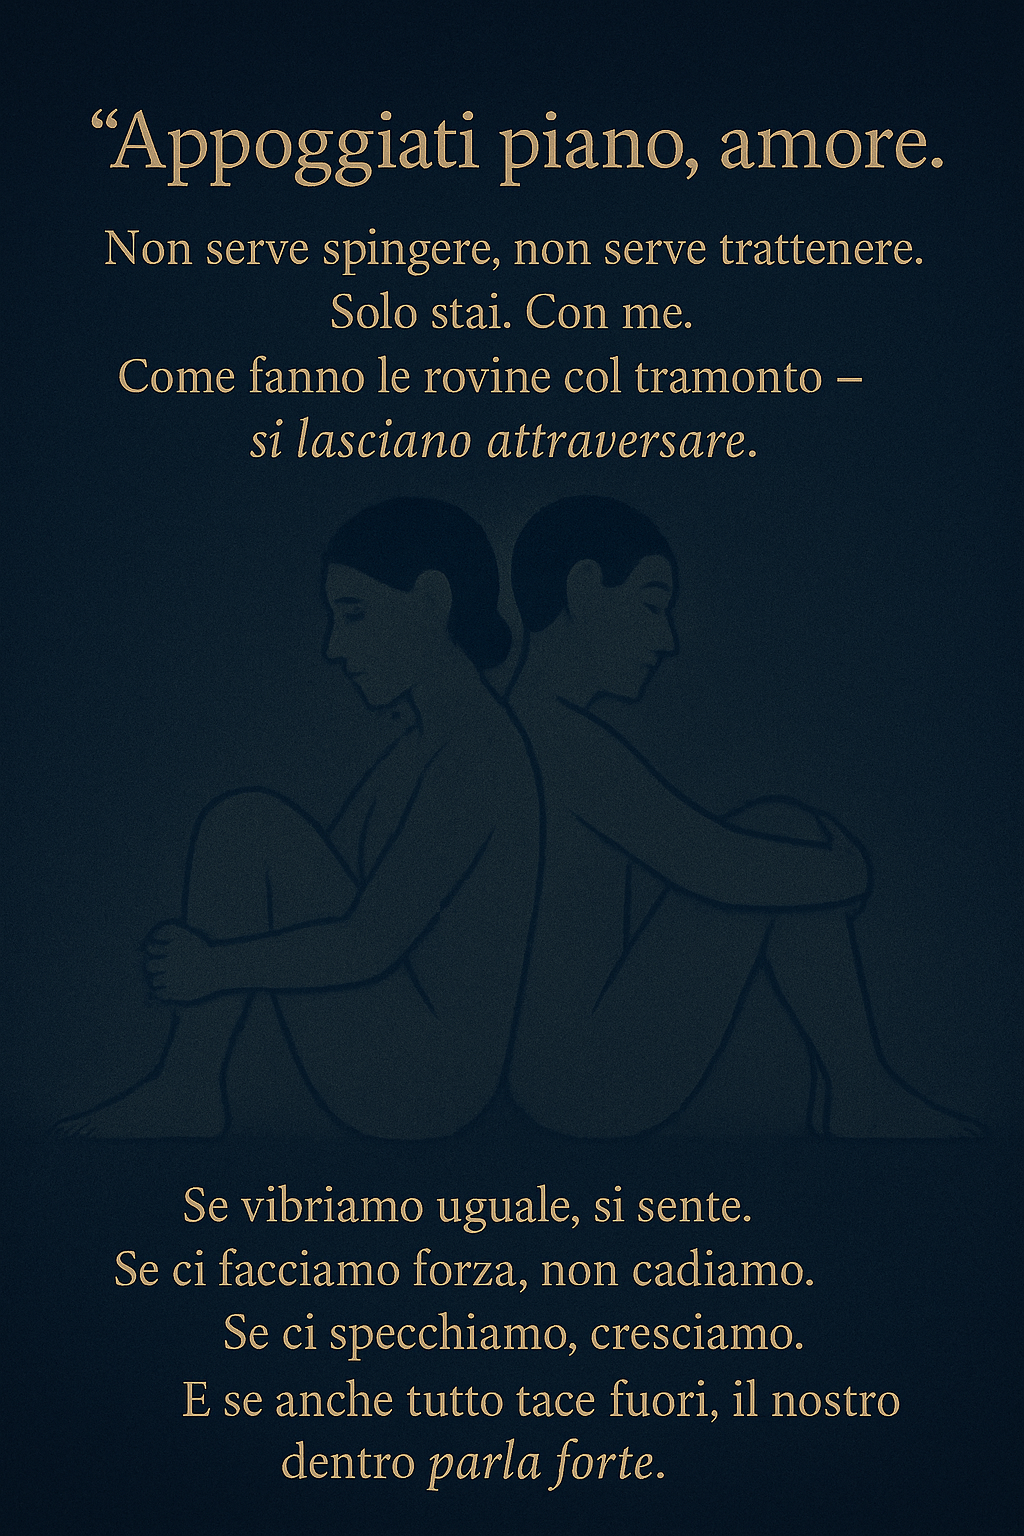 “Appoggiati piano, amore.
Non serve spingere, non serve trattenere.
Solo stai. Con me.
Come fanno le rovine col tramonto –
si lasciano attraversare.
Se vibriamo uguale, si sente.
Se ci facciamo forza, non cadiamo.
Se ci specchiamo, cresciamo.
E se anche tutto tace fuori, il nostro
dentro parla forte.